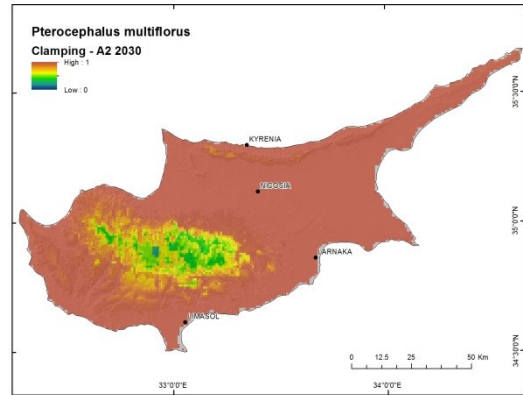 Pterocephalus multiflorus
Clamping - A2 2030
High : 1
Low : 0
KYRENIA
NICOSIA
ARNAKA
LIMASOL
35°30'0"N
35°0'0"N
34°30'0"N
0 12.5 25 50 Km
33°0'0"E 34°0'0"E